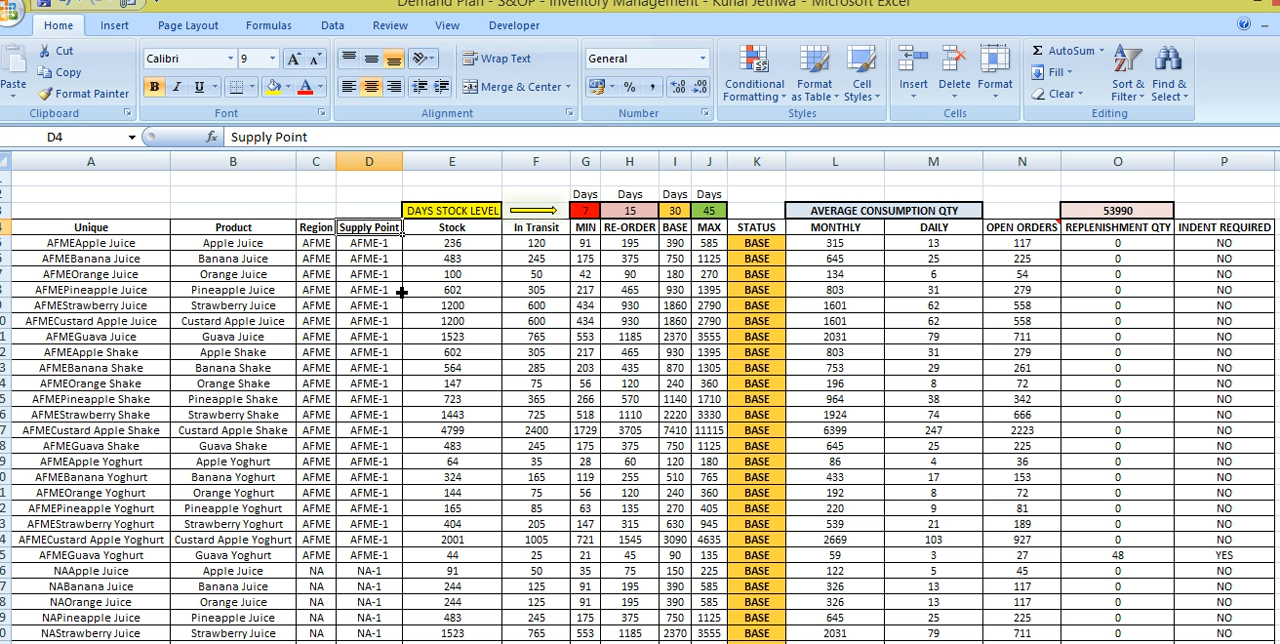 Demand Plan - S&OP - Inventory Management - Kunal Jethwa - Microsoft Excel
Home Insert Page Layout Formulas Data Review View Developer
Paste Cut Copy Format Painter Clipboard
Calibri 9 A A B I U A Font
Wrap Text Merge & Center Alignment
General % , Number
Conditional Formatting Format as Table Cell Styles Styles
Insert Delete Format Cells
Σ AutoSum Fill Clear Sort & Filter Find & Select Editing
D4 fx Supply Point
A B C D E F G H I J K L M N O P
Days Days Days Days
DAYS STOCK LEVEL 7 15 30 45 AVERAGE CONSUMPTION QTY 53990
Unique Product Region Supply Point Stock In Transit MIN RE-ORDER BASE MAX STATUS MONTHLY DAILY OPEN ORDERS REPLENISHMENT QTY INDENT REQUIRED
AFMEApple Juice Apple Juice AFME AFME-1 236 120 91 195 390 585 BASE 315 13 117 0 NO
AFMEBanana Juice Banana Juice AFME AFME-1 483 245 175 375 750 1125 BASE 645 25 225 0 NO
AFMEOrange Juice Orange Juice AFME AFME-1 100 50 42 90 180 270 BASE 134 6 54 0 NO
AFMEPineapple Juice Pineapple Juice AFME AFME-1 602 305 217 465 930 1395 BASE 803 31 279 0 NO
AFMEStrawberry Juice Strawberry Juice AFME AFME-1 1200 600 434 930 1860 2790 BASE 1601 62 558 0 NO
AFMECustard Apple Juice Custard Apple Juice AFME AFME-1 1200 600 434 930 1860 2790 BASE 1601 62 558 0 NO
AFMEGuava Juice Guava Juice AFME AFME-1 1523 765 553 1185 2370 3555 BASE 2031 79 711 0 NO
AFMEApple Shake Apple Shake AFME AFME-1 602 305 217 465 930 1395 BASE 803 31 279 0 NO
AFMEBanana Shake Banana Shake AFME AFME-1 564 285 203 435 870 1305 BASE 753 29 261 0 NO
AFMEOrange Shake Orange Shake AFME AFME-1 147 75 56 120 240 360 BASE 196 8 72 0 NO
AFMEPineapple Shake Pineapple Shake AFME AFME-1 723 365 266 570 1140 1710 BASE 964 38 342 0 NO
AFMEStrawberry Shake Strawberry Shake AFME AFME-1 1443 725 518 1110 2220 3330 BASE 1924 74 666 0 NO
AFMECustard Apple Shake Custard Apple Shake AFME AFME-1 4799 2400 1729 3705 7410 11115 BASE 6399 247 2223 0 NO
AFMEGuava Shake Guava Shake AFME AFME-1 483 245 175 375 750 1125 BASE 645 25 225 0 NO
AFMEApple Yoghurt Apple Yoghurt AFME AFME-1 64 35 28 60 120 180 BASE 86 4 36 0 NO
AFMEBanana Yoghurt Banana Yoghurt AFME AFME-1 324 165 119 255 510 765 BASE 433 17 153 0 NO
AFMEOrange Yoghurt Orange Yoghurt AFME AFME-1 144 75 56 120 240 360 BASE 192 8 72 0 NO
AFMEPineapple Yoghurt Pineapple Yoghurt AFME AFME-1 165 85 63 135 270 405 BASE 220 9 81 0 NO
AFMEStrawberry Yoghurt Strawberry Yoghurt AFME AFME-1 404 205 147 315 630 945 BASE 539 21 189 0 NO
AFMECustard Apple Yoghurt Custard Apple Yoghurt AFME AFME-1 2001 1005 721 1545 3090 4635 BASE 2669 103 927 0 NO
AFMEGuava Yoghurt Guava Yoghurt AFME AFME-1 44 25 21 45 90 135 BASE 59 3 27 48 YES
NAApple Juice Apple Juice NA NA-1 91 50 35 75 150 225 BASE 122 5 45 0 NO
NABanana Juice Banana Juice NA NA-1 244 125 91 195 390 585 BASE 326 13 117 0 NO
NAOrange Juice Orange Juice NA NA-1 244 125 91 195 390 585 BASE 326 13 117 0 NO
NAPineapple Juice Pineapple Juice NA NA-1 483 245 175 375 750 1125 BASE 645 25 225 0 NO
NAStrawberry Juice Strawberry Juice NA NA-1 1523 765 553 1185 2370 3555 BASE 2031 79 711 0 NO